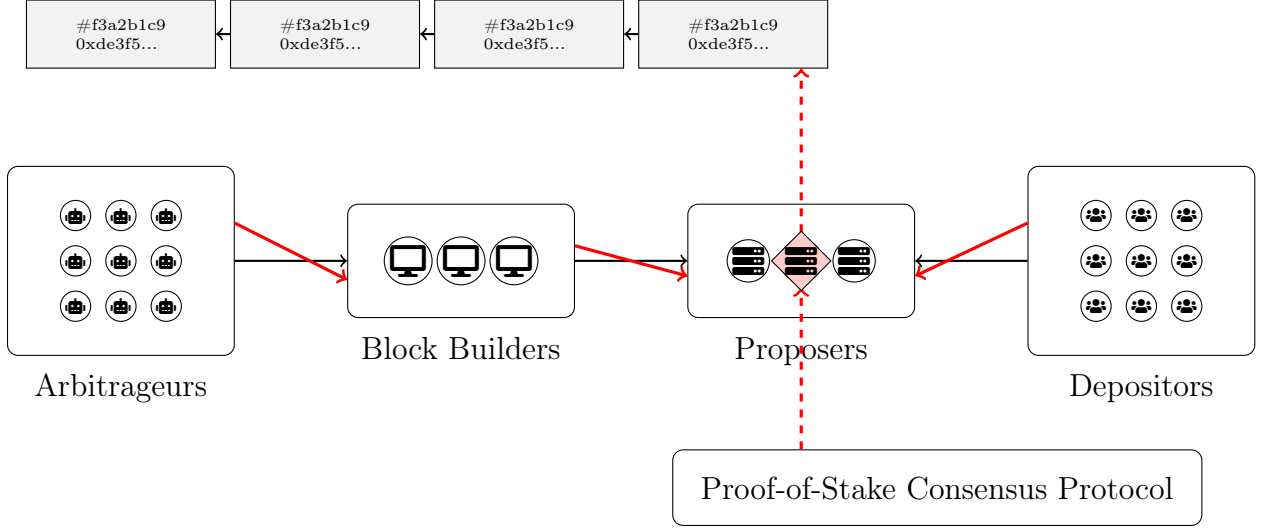 #f3a2b1c9
0xde3f5...
#f3a2b1c9
0xde3f5...
#f3a2b1c9
0xde3f5...
#f3a2b1c9
0xde3f5...
Block Builders
Proposers
Arbitrageurs
Depositors
Proof-of-Stake Consensus Protocol